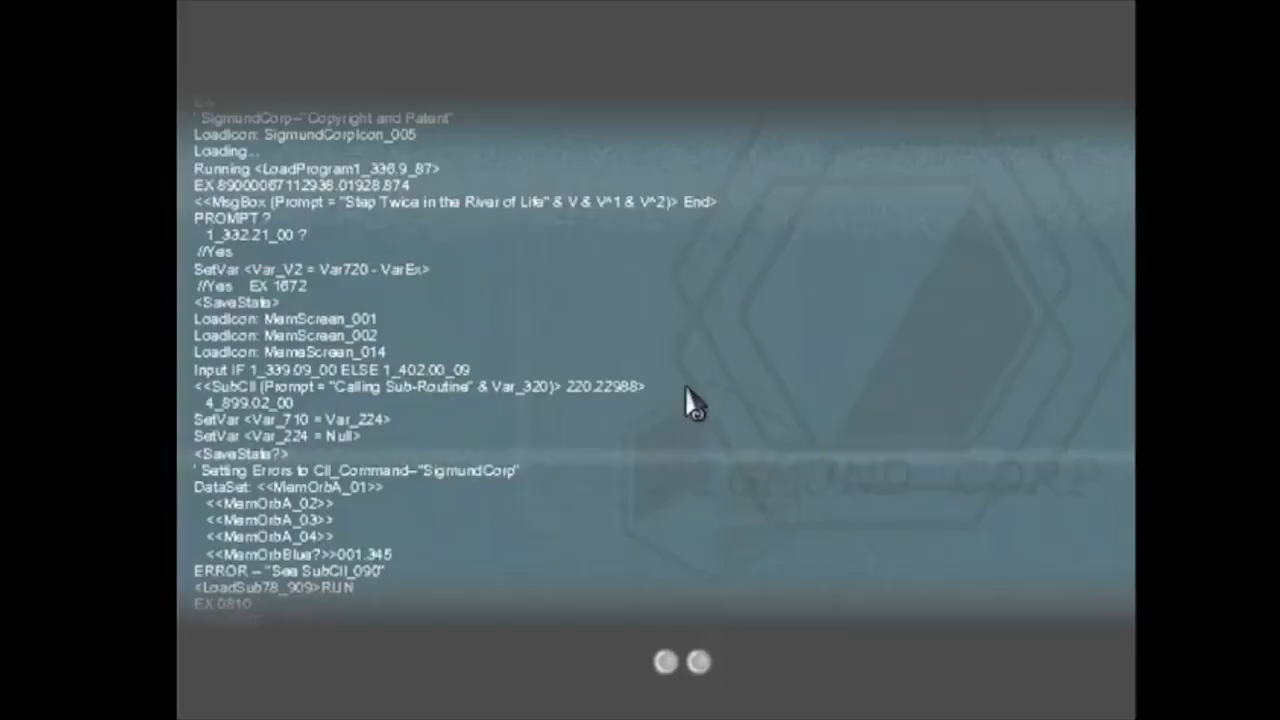 ' SigmundCorp--"Copyright and Patent"
LoadIcon: SigmundCorpIcon_005
Loading...
Running <LoadProgram1_336.9_87>
EX 89000067112938.01928.874
<<MsgBox (Prompt = "Step Twice in the River of Life" & V & V^1 & V^2)> End>
PROMPT ?
1_332.21_00 ?
//Yes
SetVar <Var_V2 = Var720 - VarEx>
//Yes EX 1672
<SaveState>
LoadIcon: MemScreen_001
LoadIcon: MemScreen_002
LoadIcon: MemeScreen_014
Input IF 1_339.09_00 ELSE 1_402.00_09
<<SubCII (Prompt = "Calling Sub-Routine" & Var_320)> 220.22988>
4_899.02_00
SetVar <Var_710 = Var_224>
SetVar <Var_224 = Null>
<SaveState?>
' Setting Errors to CII_Command--"SigmundCorp"
DataSet: <<MemOrbA_01>>
<<MemOrbA_02>>
<<MemOrbA_03>>
<<MemOrbA_04>>
<<MemOrbBlue?>>001.345
ERROR -- "See SubCII_090"
<LoadSub78_909>RUN
EX 0810